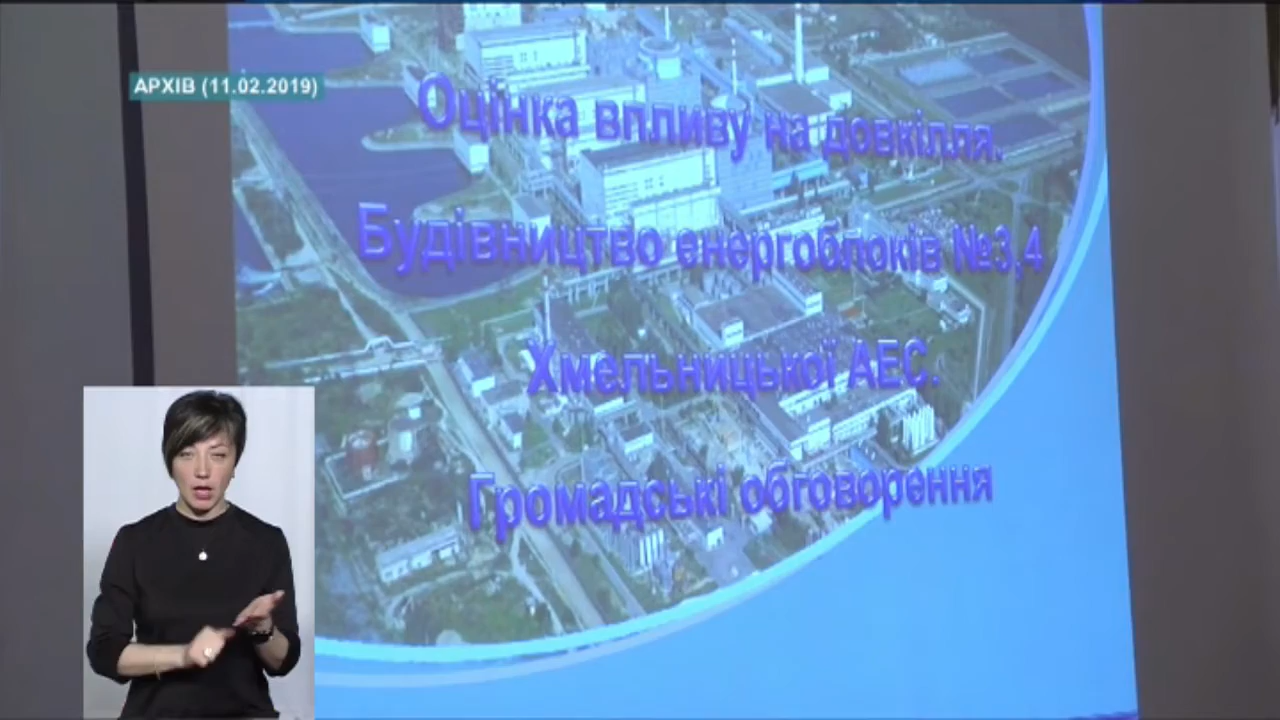 АРХІВ (11.02.2019)
Оцінка впливу на довкілля.
Будівництво енергоблоків №3,4
Хмельницької АЕС.
Громадські обговорення